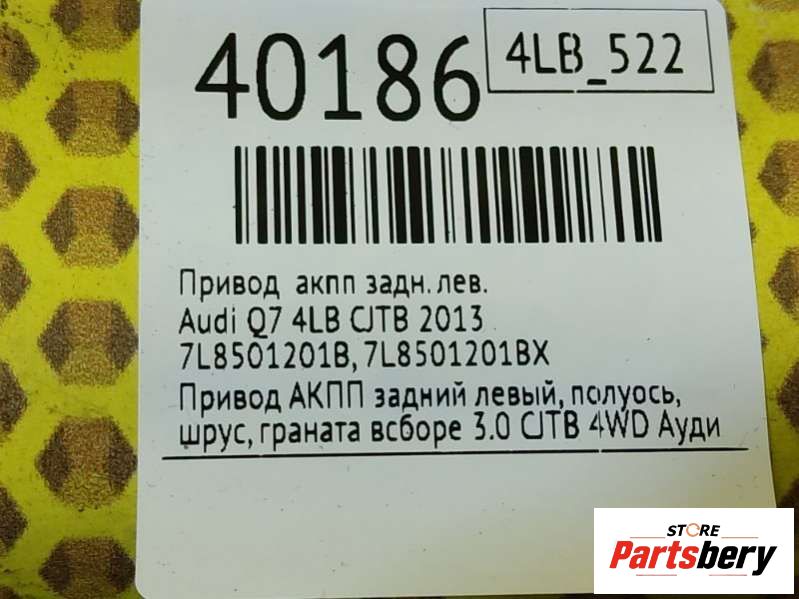 40186
4LB_522
Привод акпп задн. лев.
Audi Q7 4LB CJTB 2013
7L8501201B, 7L8501201BX
Привод АКПП задний левый, полуось,
шрус, граната всборе 3.0 CJTB 4WD Ауди
STORE
Partsbery